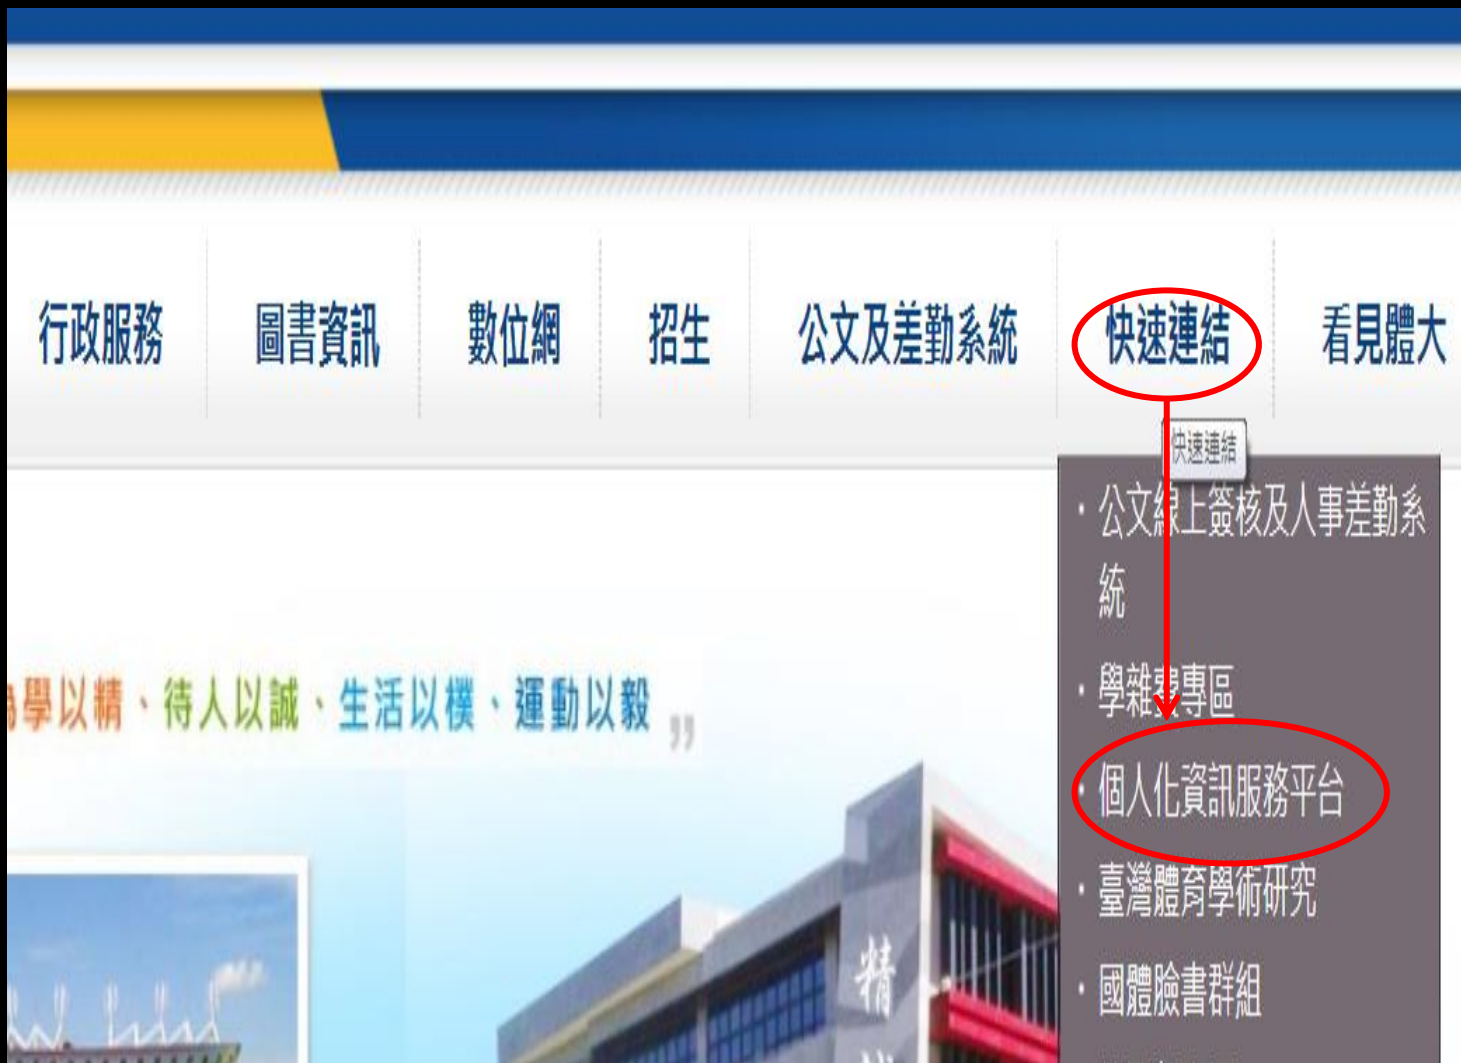 行政服務
圖書資訊
數位網
招生
公文及差勤系統
快速連結
看見體大
快速連結
· 公文線上簽核及人事差勤系
統
· 學雜費專區
· 個人化資訊服務平台
· 臺灣體育學術研究
· 國體臉書群組
學以精、待人以誠、生活以樸、運動以毅 ”
精